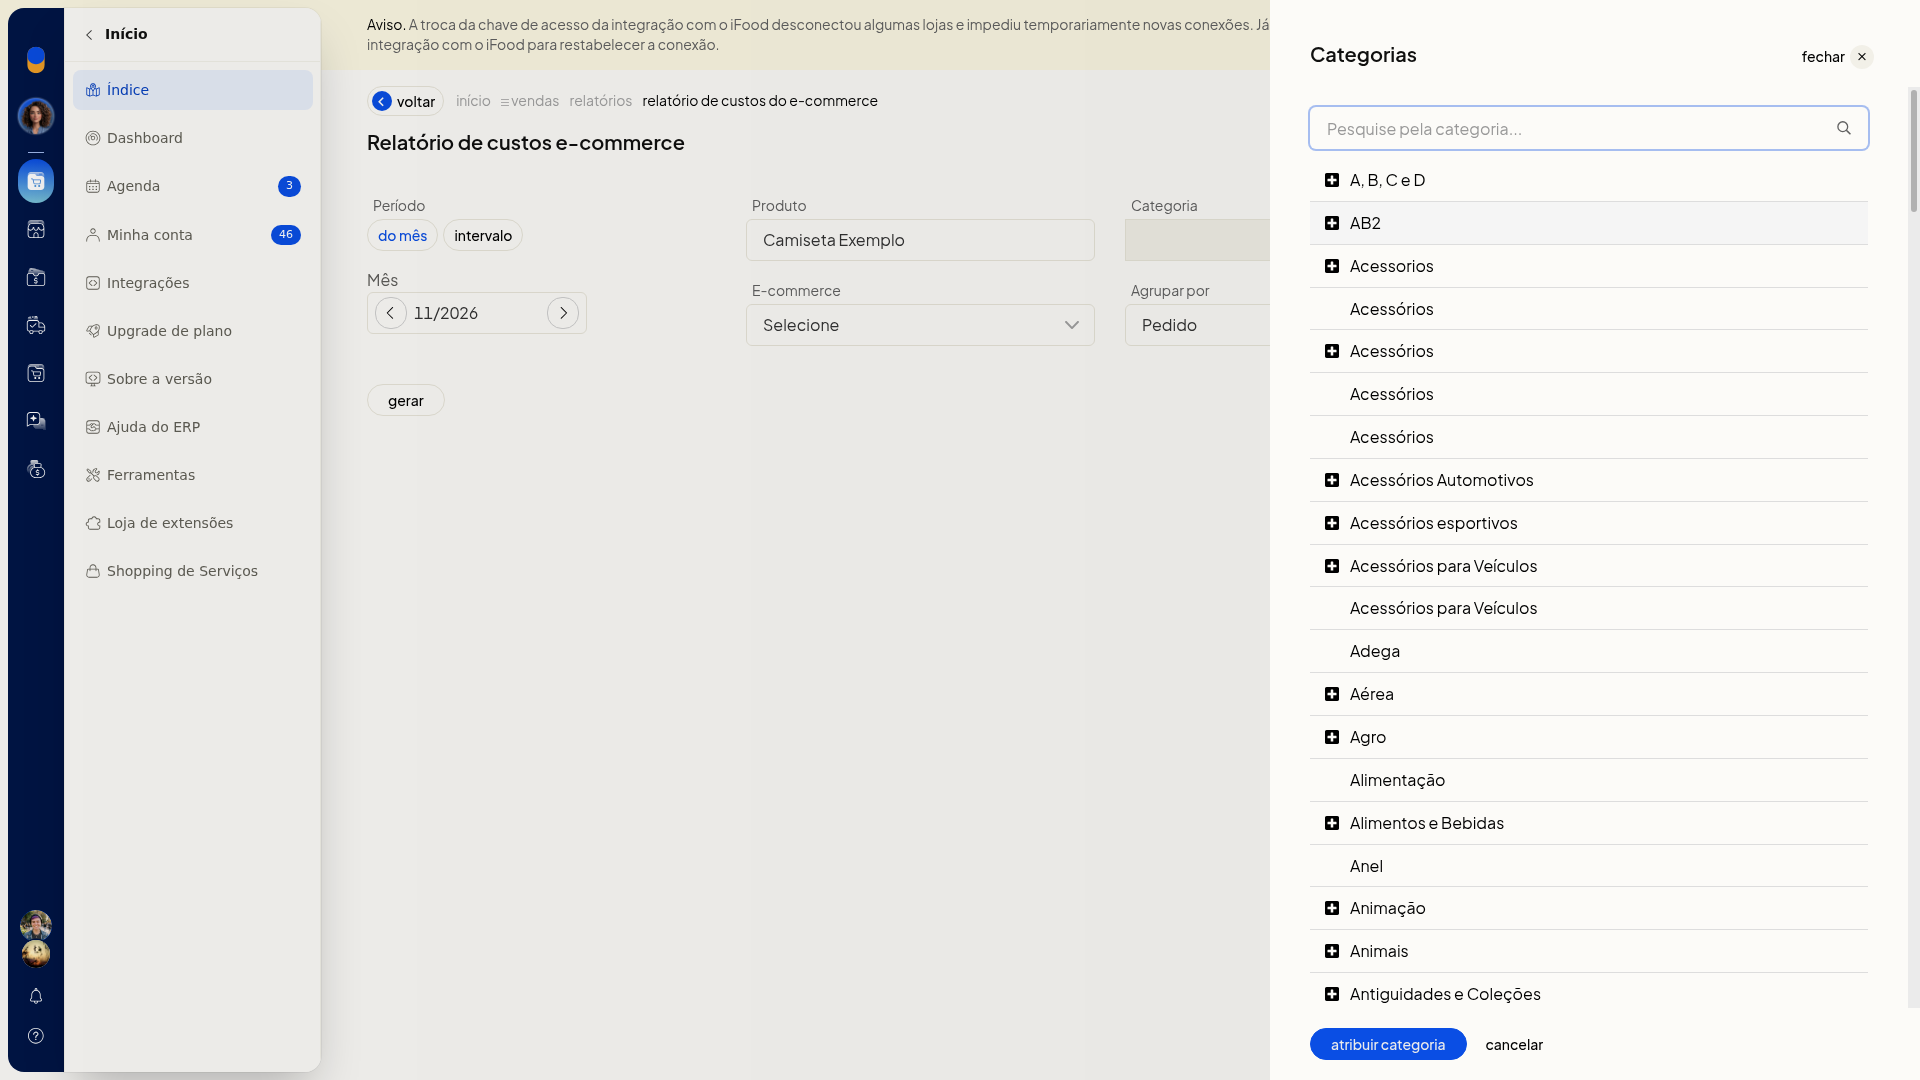 Início
Índice
Dashboard
Agenda
3
Minha conta
46
Integrações
Upgrade de plano
Sobre a versão
Ajuda do ERP
Ferramentas
Loja de extensões
Shopping de Serviços
Aviso. A troca da chave de acesso da integração com o iFood desconectou algumas lojas e impediu temporariamente novas conexões. Já
integração com o iFood para restabelecer a conexão.
voltar
início
vendas
relatórios
relatório de custos do e-commerce
Relatório de custos e-commerce
Período
do mês
intervalo
Mês
11/2026
Produto
Camiseta Exemplo
Categoria
E-commerce
Selecione
Agrupar por
Pedido
gerar
Categorias
fechar
Pesquise pela categoria...
A, B, C e D
AB2
Acessorios
Acessórios
Acessórios
Acessórios
Acessórios
Acessórios Automotivos
Acessórios esportivos
Acessórios para Veículos
Acessórios para Veículos
Adega
Aérea
Agro
Alimentação
Alimentos e Bebidas
Anel
Animação
Animais
Antiguidades e Coleções
atribuir categoria
cancelar